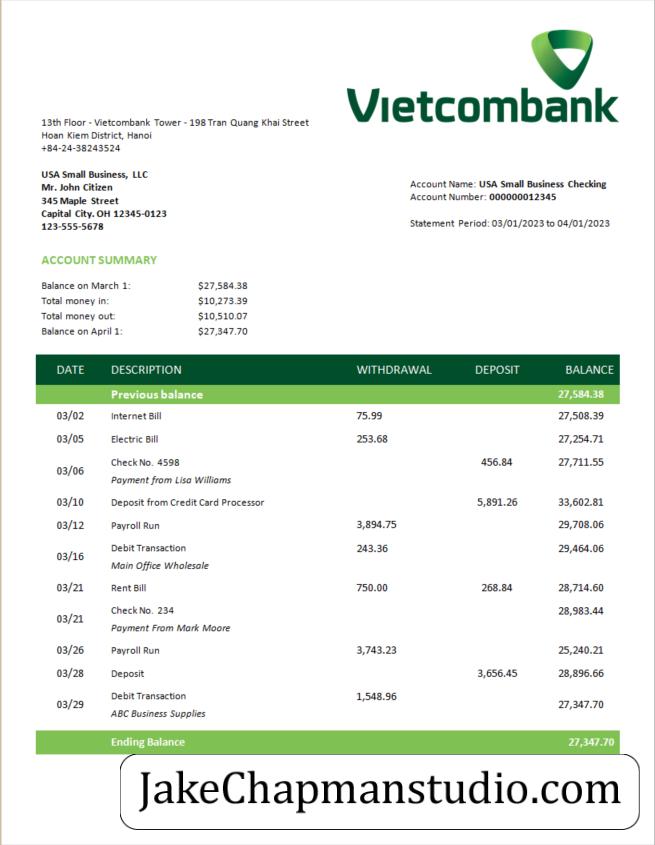 Vietcombank
13th Floor - Vietcombank Tower - 198 Tran Quang Khai Street
Hoan Kiem District, Hanoi
+84-24-38243524
USA Small Business, LLC
Mr. John Citizen
345 Maple Street
Capital City. OH 12345-0123
123-555-5678
Account Name: USA Small Business Checking
Account Number: 000000012345
Statement Period: 03/01/2023 to 04/01/2023
ACCOUNT SUMMARY
Balance on March 1: $27,584.38
Total money in: $10,273.39
Total money out: $10,510.07
Balance on April 1: $27,347.70
DATE DESCRIPTION WITHDRAWAL DEPOSIT BALANCE
Previous balance 27,584.38
03/02 Internet Bill 75.99 27,508.39
03/05 Electric Bill 253.68 27,254.71
03/06 Check No. 4598 456.84 27,711.55
Payment from Lisa Williams
03/10 Deposit from Credit Card Processor 5,891.26 33,602.81
03/12 Payroll Run 3,894.75 29,708.06
03/16 Debit Transaction 243.36 29,464.06
Main Office Wholesale
03/21 Rent Bill 750.00 268.84 28,714.60
03/21 Check No. 234 28,983.44
Payment From Mark Moore
03/26 Payroll Run 3,743.23 25,240.21
03/28 Deposit 3,656.45 28,896.66
03/29 Debit Transaction 1,548.96 27,347.70
ABC Business Supplies
Ending Balance 27,347.70
JakeChapmanstudio.com